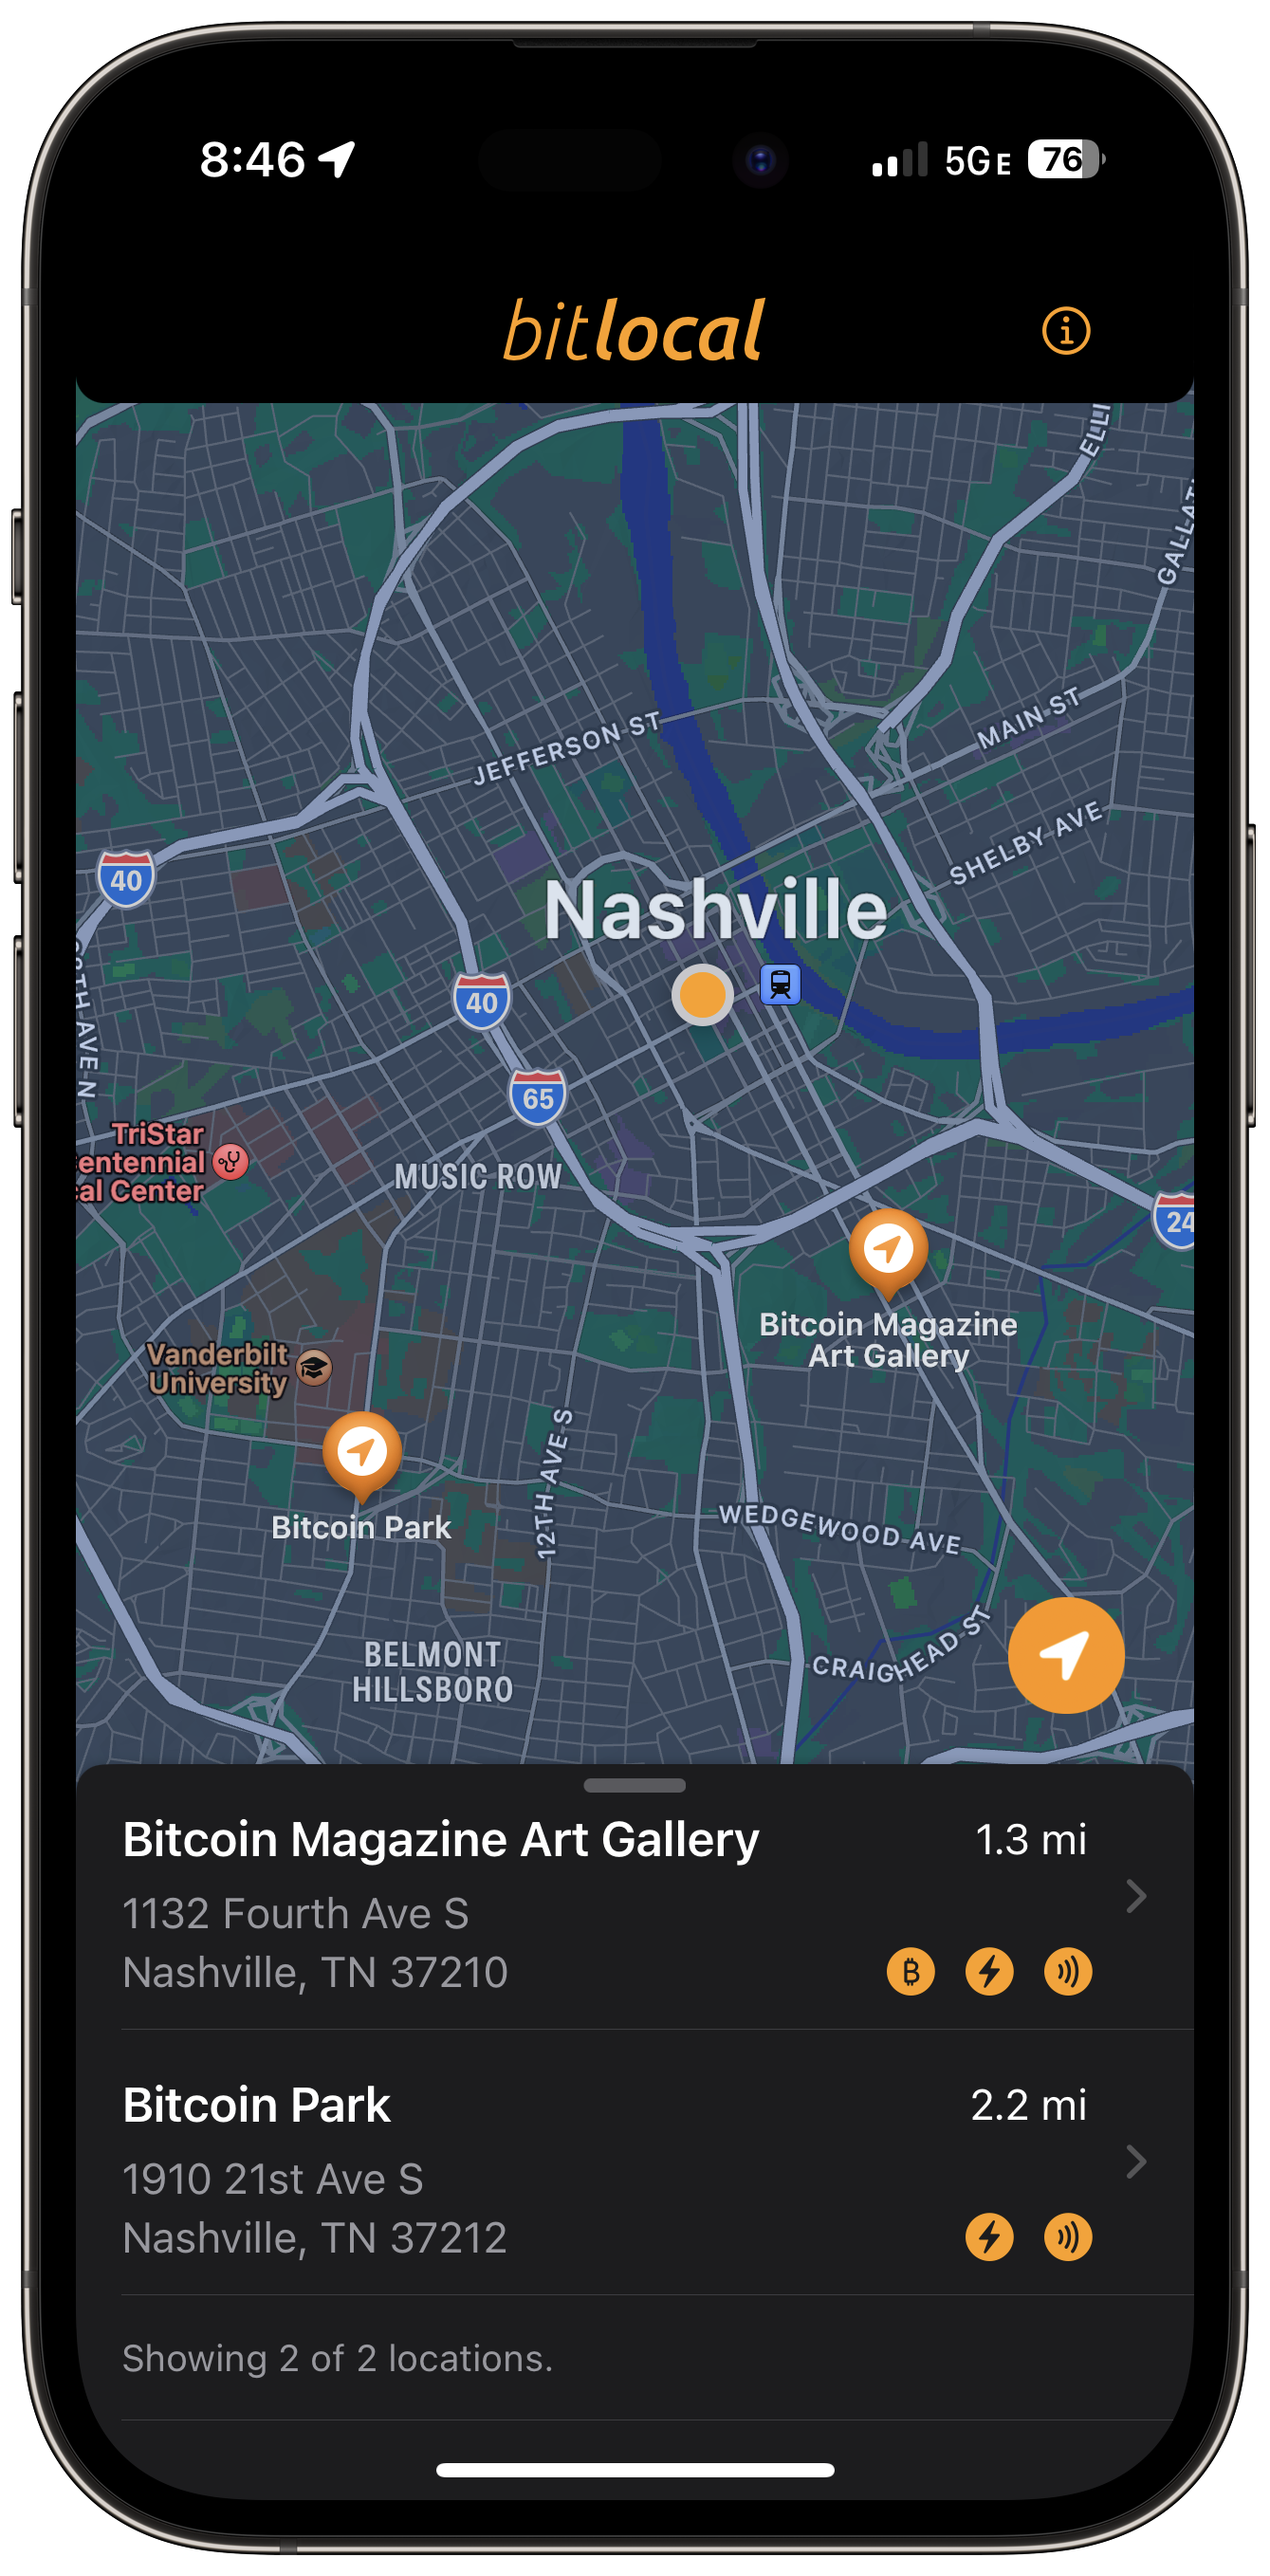 8:46
5GE
76
bitlocal
ELLI
GALLAT
JEFFERSON ST
MAIN ST
SHELBY AVE
40
Nashville
40
AVE N
65
TriStar
entennial
al Center
MUSIC ROW
24
Bitcoin Magazine
Art Gallery
Vanderbilt
University
12TH AVE S
Bitcoin Park
WEDGEWOOD AVE
CRAIGHEAD ST
BELMONT
HILLSBORO
Bitcoin Magazine Art Gallery
1.3 mi
1132 Fourth Ave S
Nashville, TN 37210
Bitcoin Park
2.2 mi
1910 21st Ave S
Nashville, TN 37212
Showing 2 of 2 locations.